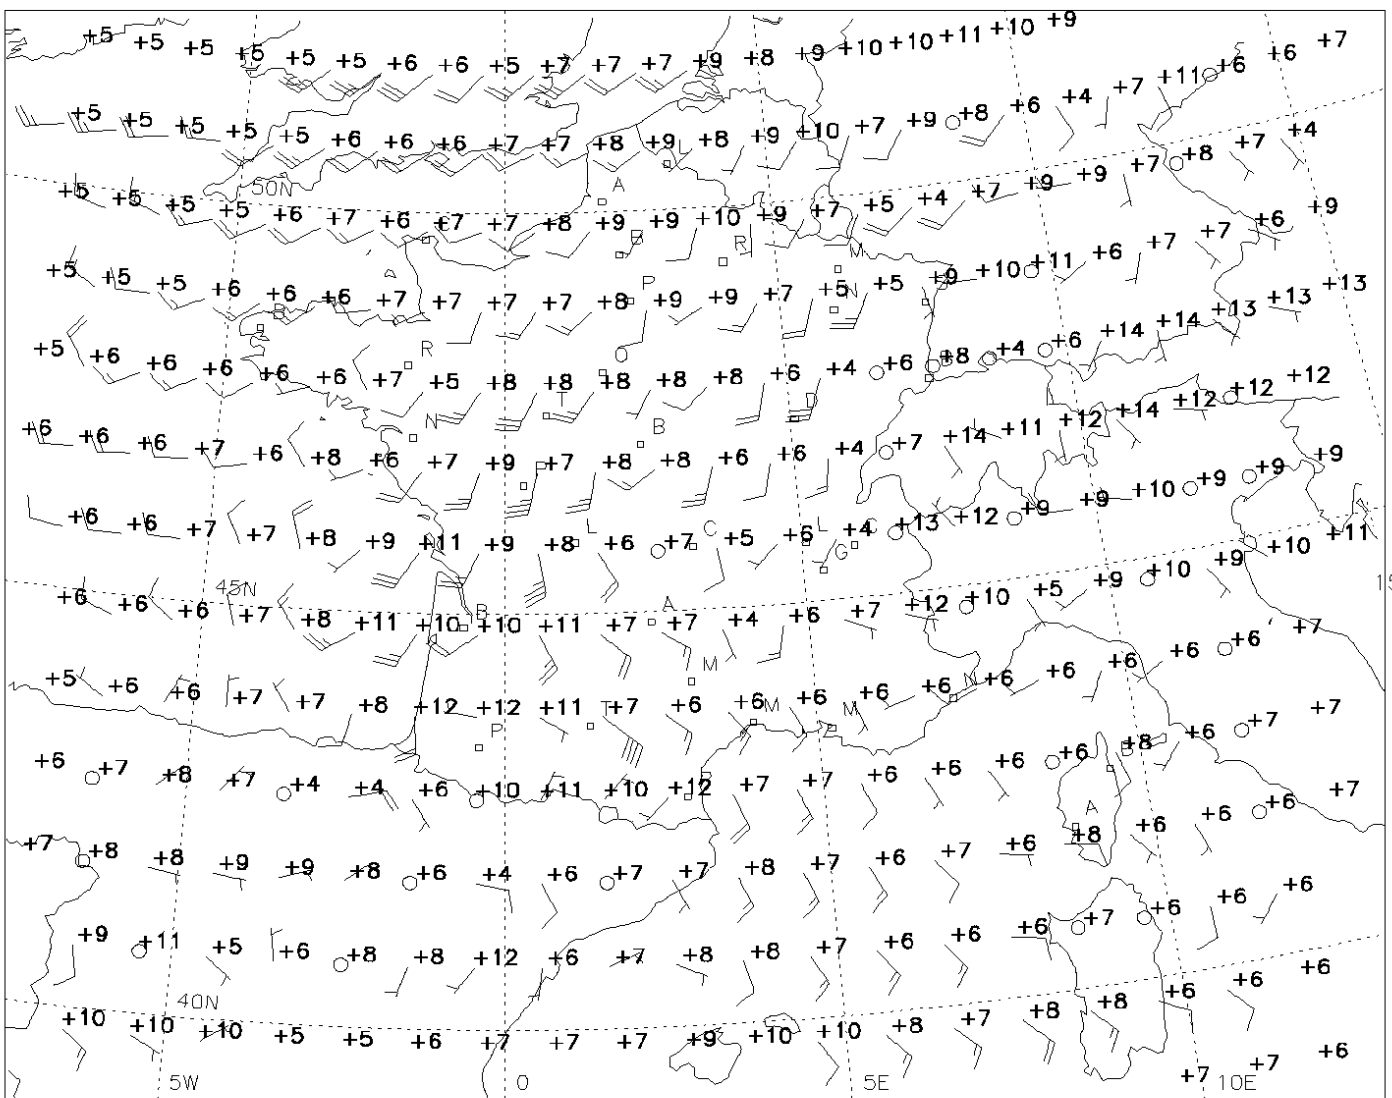 +5 +5 +5 +5 +5 +5 +6 +6 +5 +7 +7 +7 +9 +8 +9 +10 +10 +11 +10 +9
+5 +5 +5 +5 +5 +6 +6 +6 +7 +7 +8 +9 +8 +9 +10 +7 +9 +8 +6 +4 +7 +11 +6 +6 +7
L
50N A
+5 +5 +5 +5 +6 +7 +6 +7 +7 +8 +9 +9 +10 +9 +7 +5 +4 +7 +9 +9 +7 +8 +7 +4
C B R M
+5 +5 +5 +6 +6 +6 +7 +7 +7 +7 +8 +9 +9 +7 +5 +5 +9 +10 +11 +6 +7 +7 +6 +9
B P N
R O B
+5 +6 +6 +6 +6 +6 +7 +5 +8 +8 +8 +8 +8 +6 +4 +6 +8 +4 +6 +14 +14 +13 +13 +13
N T B D
+6 +6 +6 +7 +6 +8 +6 +7 +9 +7 +8 +8 +6 +6 +4 +7 +14 +11 +12 +14 +12 +12 +12
P
+6 +6 +7 +7 +8 +9 +11 +9 +8 +6 +7 +5 +6 +4 +13 +12 +9 +9 +10 +9 +9 +9
L C L C
G
45N 15
+6 +6 +6 +7 +8 +11 +10 +10 +11 +7 +7 +4 +6 +7 +12 +10 +5 +9 +10 +9 +10 +11
B A
M
+5 +6 +6 +7 +7 +8 +12 +12 +11 +7 +6 +6 +6 +6 +6 +6 +6 +6 +6 +6 +7
P T M M N
+6 +7 +8 +7 +4 +4 +6 +10 +11 +10 +12 +7 +7 +6 +6 +6 +6 +8 +6 +7 +7
P B
A
+7 +8 +8 +9 +9 +8 +6 +4 +6 +7 +7 +8 +7 +6 +7 +6 +8 +6 +6 +6 +7
+9 +11 +5 +6 +8 +8 +12 +6 +7 +8 +8 +7 +6 +6 +6 +7 +6 +6 +6
40N
+10 +10 +10 +5 +5 +6 +7 +7 +7 +9 +10 +10 +8 +7 +8 +8 +6 +6 +6
+7 +7 +6
5W 0 5E 10E